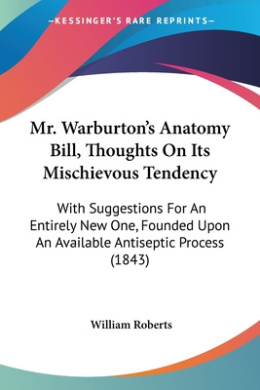 KESSINGER'S RARE REPRINTS
Mr. Warburton's Anatomy
Bill, Thoughts On Its
Mischievous Tendency
With Suggestions For An
Entirely New One, Founded Upon
An Available Antiseptic Process
(1843)
William Roberts